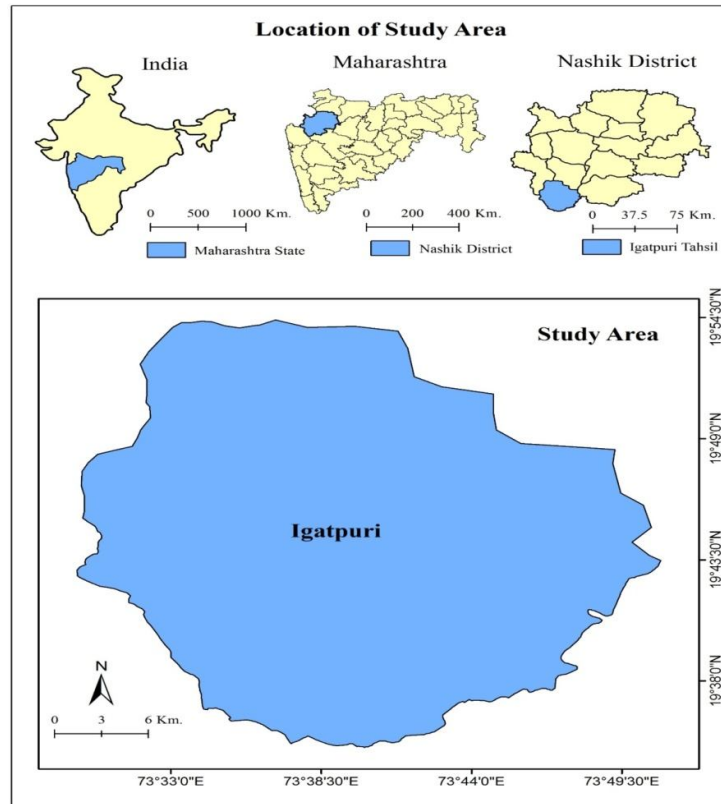 Location of Study Area
India
Maharashtra
Nashik District
0 500 1000 Km.
0 200 400 Km.
0 37.5 75 Km.
Maharashtra State
Nashik District
Igatpuri Tahsil
Study Area
Igatpuri
N
0 3 6 Km.
19°54'30"N
19°49'0"N
19°43'30"N
19°38'0"N
73°33'0"E
73°38'30"E
73°44'0"E
73°49'30"E